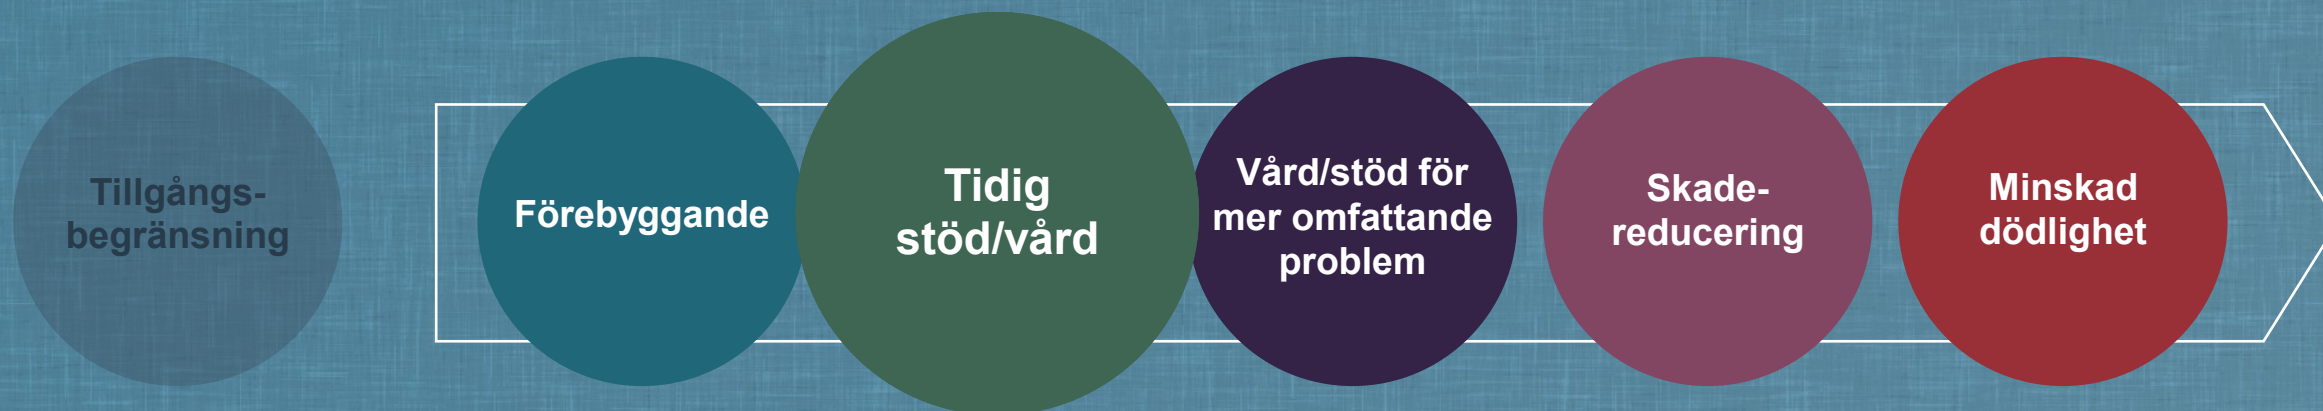 Tillgångs-
begränsning
Förebyggande
Tidig
stöd/vård
Vård/stöd för
mer omfattande
problem
Skade-
reducering
Minskad
dödlighet